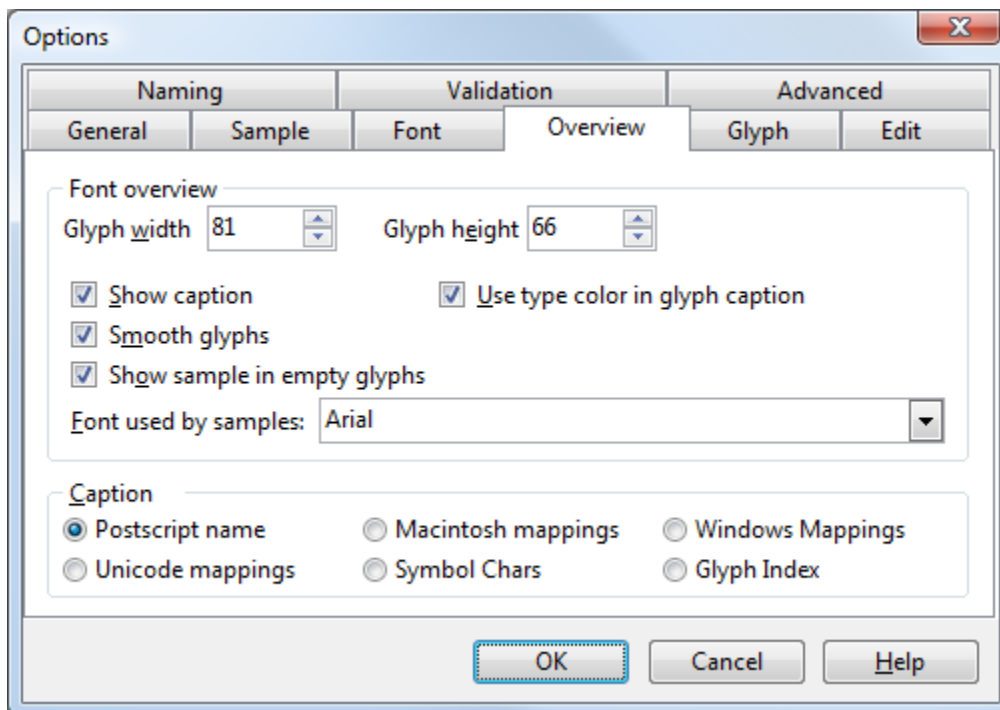 Options
Naming Validation Advanced
General Sample Font Overview Glyph Edit
Font overview
Glyph width 81 Glyph height 66
Show caption Use type color in glyph caption
Smooth glyphs
Show sample in empty glyphs
Font used by samples: Arial
Caption
Postscript name Macintosh mappings Windows Mappings
Unicode mappings Symbol Chars Glyph Index
OK Cancel Help